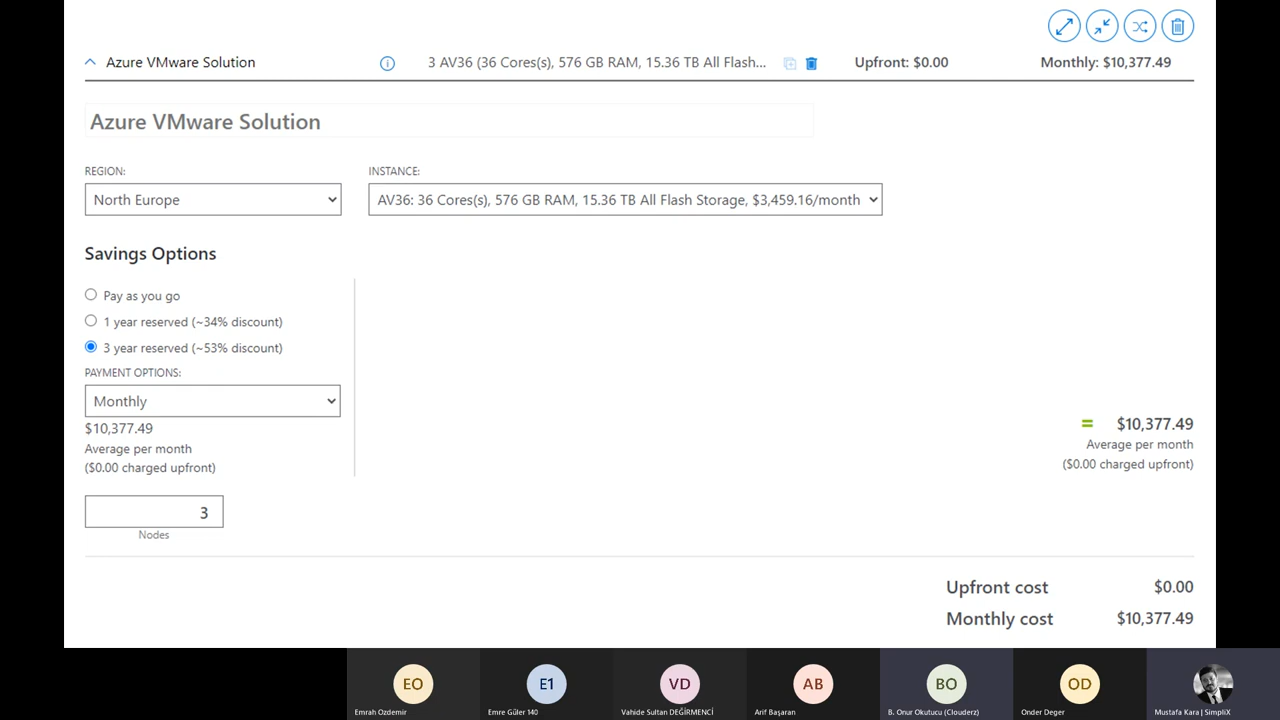 Azure VMware Solution
3 AV36 (36 Cores(s), 576 GB RAM, 15.36 TB All Flash...
Upfront: $0.00
Monthly: $10,377.49
Azure VMware Solution
REGION:
INSTANCE:
North Europe
AV36: 36 Cores(s), 576 GB RAM, 15.36 TB All Flash Storage, $3,459.16/month
Savings Options
Pay as you go
1 year reserved (~34% discount)
3 year reserved (~53% discount)
PAYMENT OPTIONS:
Monthly
$10,377.49
Average per month
($0.00 charged upfront)
= $10,377.49
Average per month
($0.00 charged upfront)
3
Nodes
Upfront cost $0.00
Monthly cost $10,377.49
EO
E1
VD
AB
BO
OD
Emrah Ozdemir
Emre Güler 140
Vahide Sultan DEĞİRMENCİ
Arif Başaran
B. Onur Okutucu (Clouderz)
Onder Deger
Mustafa Kara | SimpliX